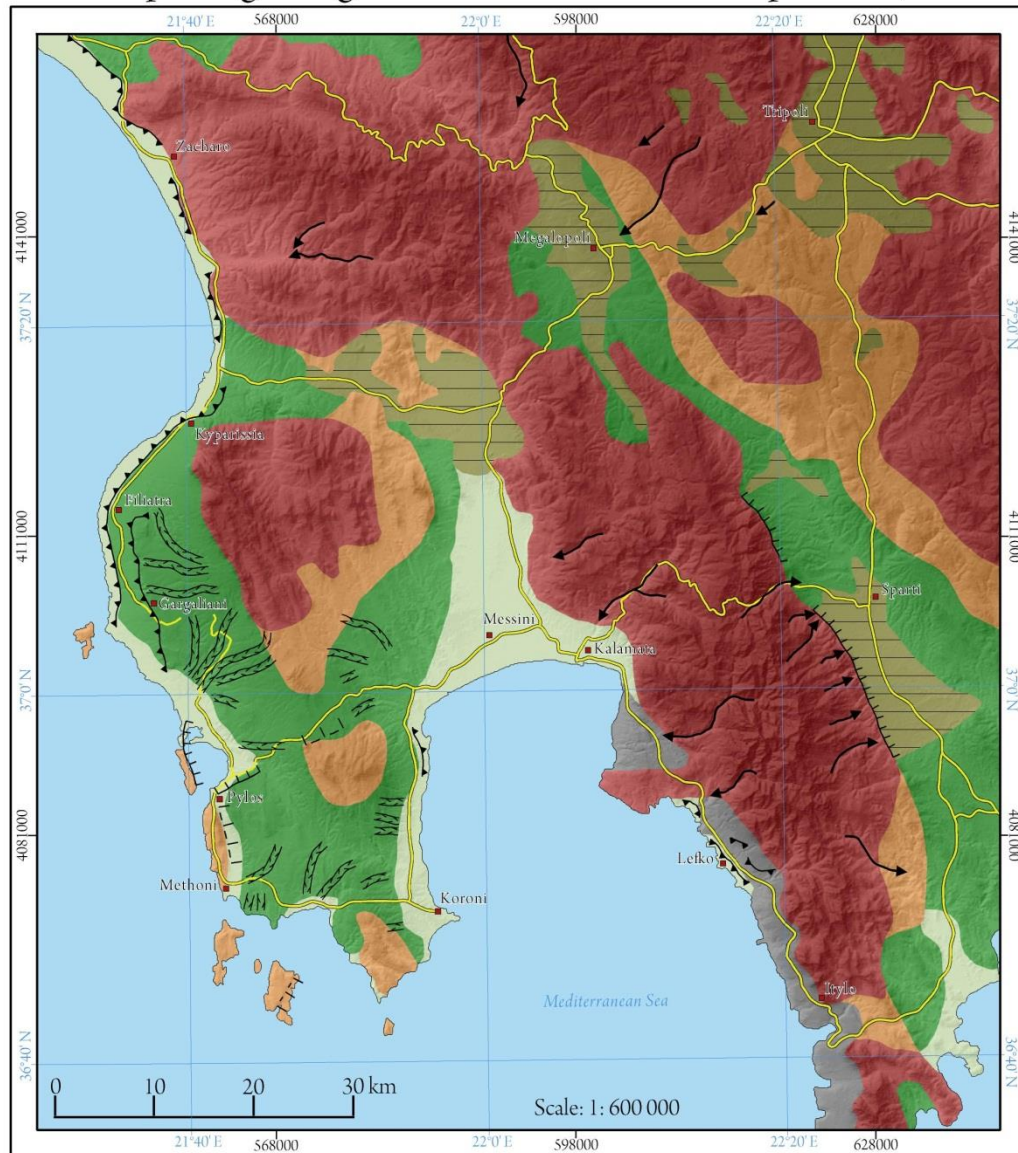 21°40' E
568000
22°0' E
598000
22°20' E
628000
Tripoli
Zacharo
4141000
Megalopoli
4141000
37°20' N
37°20' N
Kyparissia
Filiatra
4111000
4111000
Gargaliani
Sparti
Messini
Kalamata
37°0' N
37°0' N
Pylos
4081000
4081000
Lefko
Methoni
Koroni
Mediterranean Sea
Itylo
36°40' N
36°40' N
0 10 20 30 km
Scale: 1: 600 000
21°40' E
568000
22°0' E
598000
22°20' E
628000